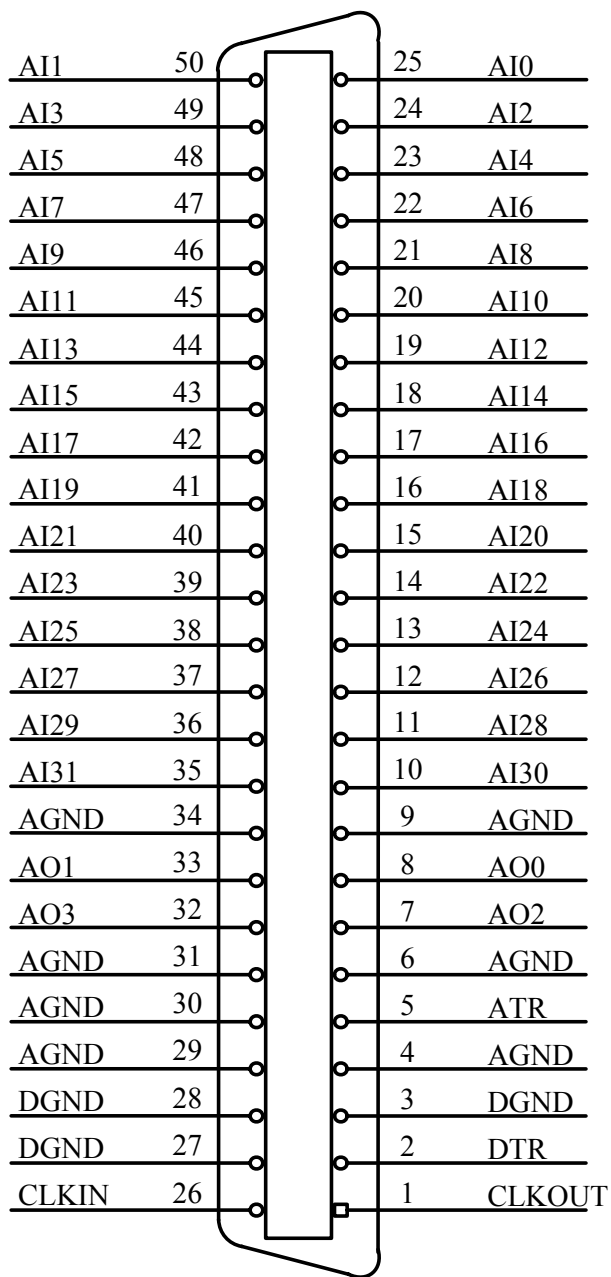 AI1 50 25 AI0
AI3 49 24 AI2
AI5 48 23 AI4
AI7 47 22 AI6
AI9 46 21 AI8
AI11 45 20 AI10
AI13 44 19 AI12
AI15 43 18 AI14
AI17 42 17 AI16
AI19 41 16 AI18
AI21 40 15 AI20
AI23 39 14 AI22
AI25 38 13 AI24
AI27 37 12 AI26
AI29 36 11 AI28
AI31 35 10 AI30
AGND 34 9 AGND
AO1 33 8 AO0
AO3 32 7 AO2
AGND 31 6 AGND
AGND 30 5 ATR
AGND 29 4 AGND
DGND 28 3 DGND
DGND 27 2 DTR
CLKIN 26 1 CLKOUT